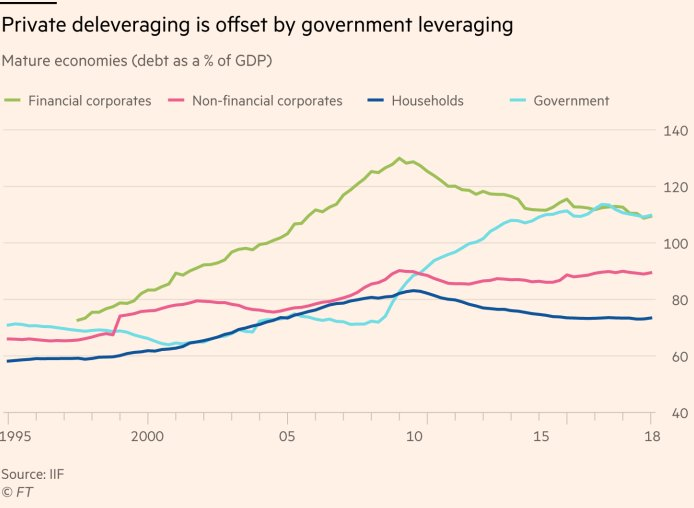 Private deleveraging is offset by government leveraging
Mature economies (debt as a % of GDP)
Financial corporates Non-financial corporates Households Government
140
120
100
80
60
40
1995 2000 05 10 15 18
Source: IIF
© FT